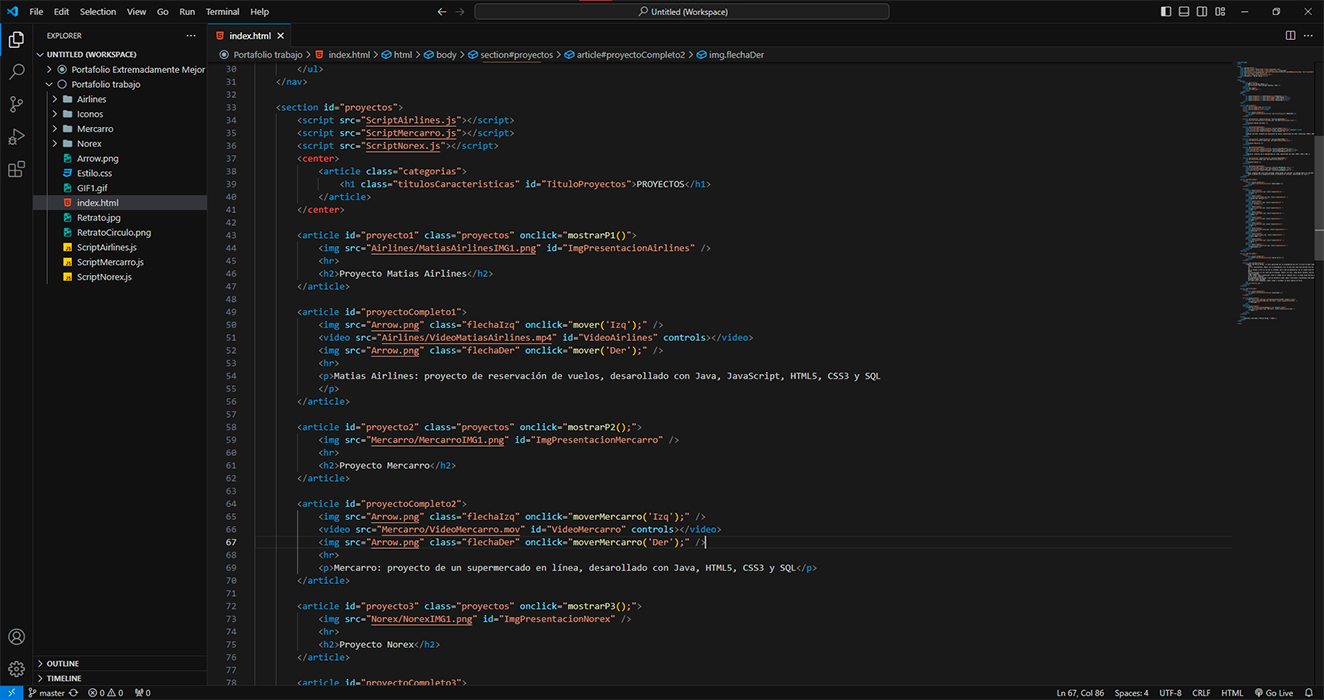 File Edit Selection View Go Run Terminal Help
Untitled (Workspace)
EXPLORER
index.html
UNTITLED (WORKSPACE)
Portafolio trabajo > index.html > html > body > section#proyectos > article#proyectoCompleto2 > img.flechaDer
Portafolio Extremadamente Mejor
Portafolio trabajo
Airlines
Iconos
Mercarro
Norex
Arrow.png
Estilo.css
GIF1.gif
index.html
Retrato.jpg
RetratoCirculo.png
ScriptAirlines.js
ScriptMercarro.js
ScriptNorex.js
OUTLINE
TIMELINE
30 </ul>
31 </nav>
32
33 <section id="proyectos">
34 <script src="ScriptAirlines.js"></script>
35 <script src="ScriptMercarro.js"></script>
36 <script src="ScriptNorex.js"></script>
37 <center>
38 <article class="categorias">
39 <h1 class="titulosCaracteristicas" id="TituloProyectos">PROYECTOS</h1>
40 </article>
41 </center>
42
43 <article id="proyecto1" class="proyectos" onclick="mostrarP1()">
44 <img src="Airlines/MatiasAirlinesIMG1.png" id="ImgPresentacionAirlines" />
45 <hr>
46 <h2>Proyecto Matias Airlines</h2>
47 </article>
48
49 <article id="proyectoCompleto1">
50 <img src="Arrow.png" class="flechaIzq" onclick="mover('Izq');" />
51 <video src="Airlines/VideoMatiasAirlines.mp4" id="VideoAirlines" controls></video>
52 <img src="Arrow.png" class="flechaDer" onclick="mover('Der');" />
53 <hr>
54 <p>Matias Airlines: proyecto de reservación de vuelos, desarollado con Java, JavaScript, HTML5, CSS3 y SQL
55 </p>
56 </article>
57
58 <article id="proyecto2" class="proyectos" onclick="mostrarP2();">
59 <img src="Mercarro/MercarroIMG1.png" id="ImgPresentacionMercarro" />
60 <hr>
61 <h2>Proyecto Mercarro</h2>
62 </article>
63
64 <article id="proyectoCompleto2">
65 <img src="Arrow.png" class="flechaIzq" onclick="moverMercarro('Izq');" />
66 <video src="Mercarro/VideoMercarro.mov" id="VideoMercarro" controls></video>
67 <img src="Arrow.png" class="flechaDer" onclick="moverMercarro('Der');" />
68 <hr>
69 <p>Mercarro: proyecto de un supermercado en línea, desarollado con Java, HTML5, CSS3 y SQL</p>
70 </article>
71
72 <article id="proyecto3" class="proyectos" onclick="mostrarP3();">
73 <img src="Norex/NorexIMG1.png" id="ImgPresentacionNorex" />
74 <hr>
75 <h2>Proyecto Norex</h2>
76 </article>
77
78 <article id="proyectoCompleto3">
master 0 0 0 Ln 67, Col 86 Spaces: 4 UTF-8 CRLF HTML Go Live